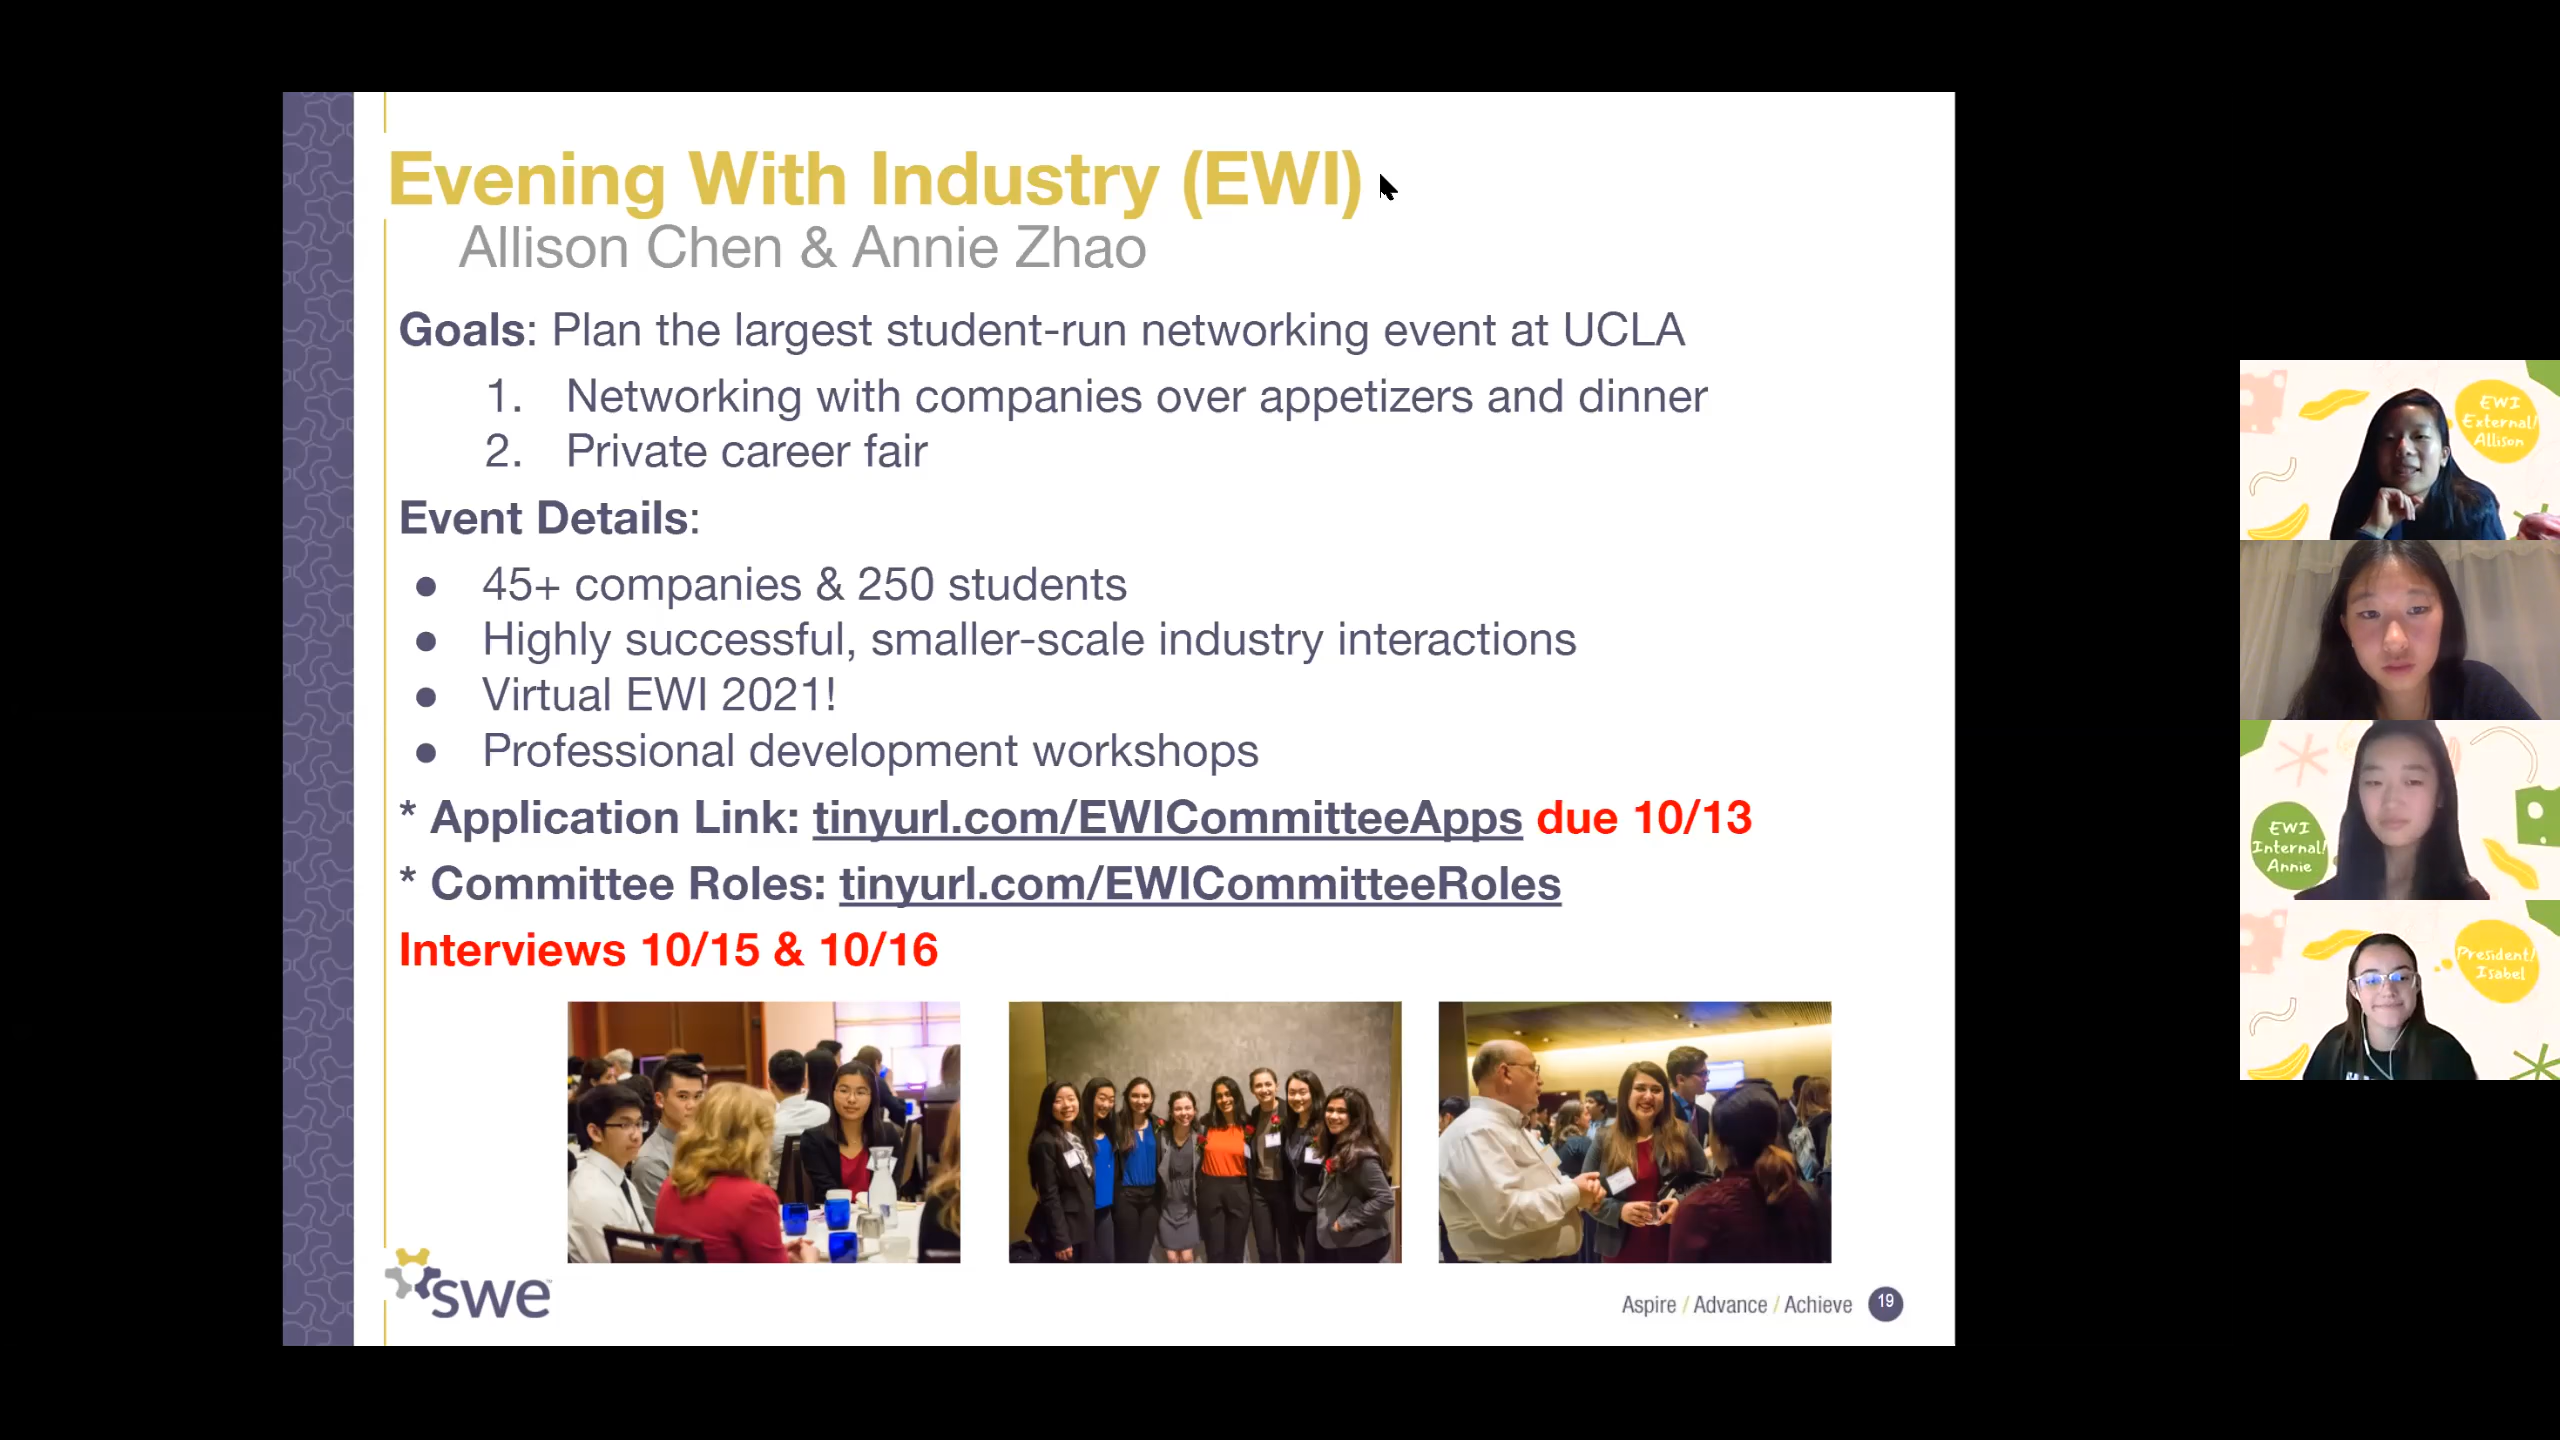 Evening With Industry (EWI)
Allison Chen & Annie Zhao
Goals: Plan the largest student-run networking event at UCLA
1. Networking with companies over appetizers and dinner
2. Private career fair
Event Details:
● 45+ companies & 250 students
● Highly successful, smaller-scale industry interactions
● Virtual EWI 2021!
● Professional development workshops
* Application Link: tinyurl.com/EWICommitteeApps due 10/13
* Committee Roles: tinyurl.com/EWICommitteeRoles
Interviews 10/15 & 10/16
swe
Aspire / Advance / Achieve 19
EWI
External/
Allison
EWI
Internal/
Annie
President/
Isabel